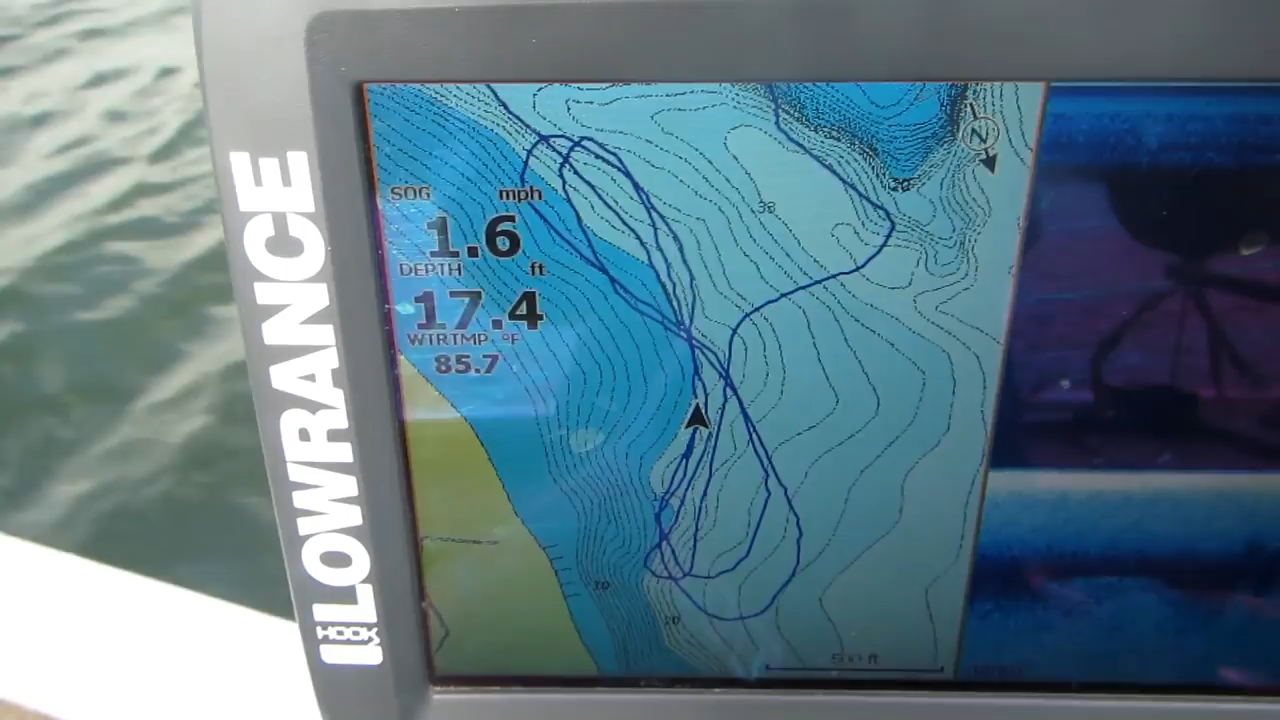 LOWRANCE
HOOK
SOG mph
1.6
DEPTH ft
17.4
WTRTMP °F
85.7
N
20
38
10
20
500 ft